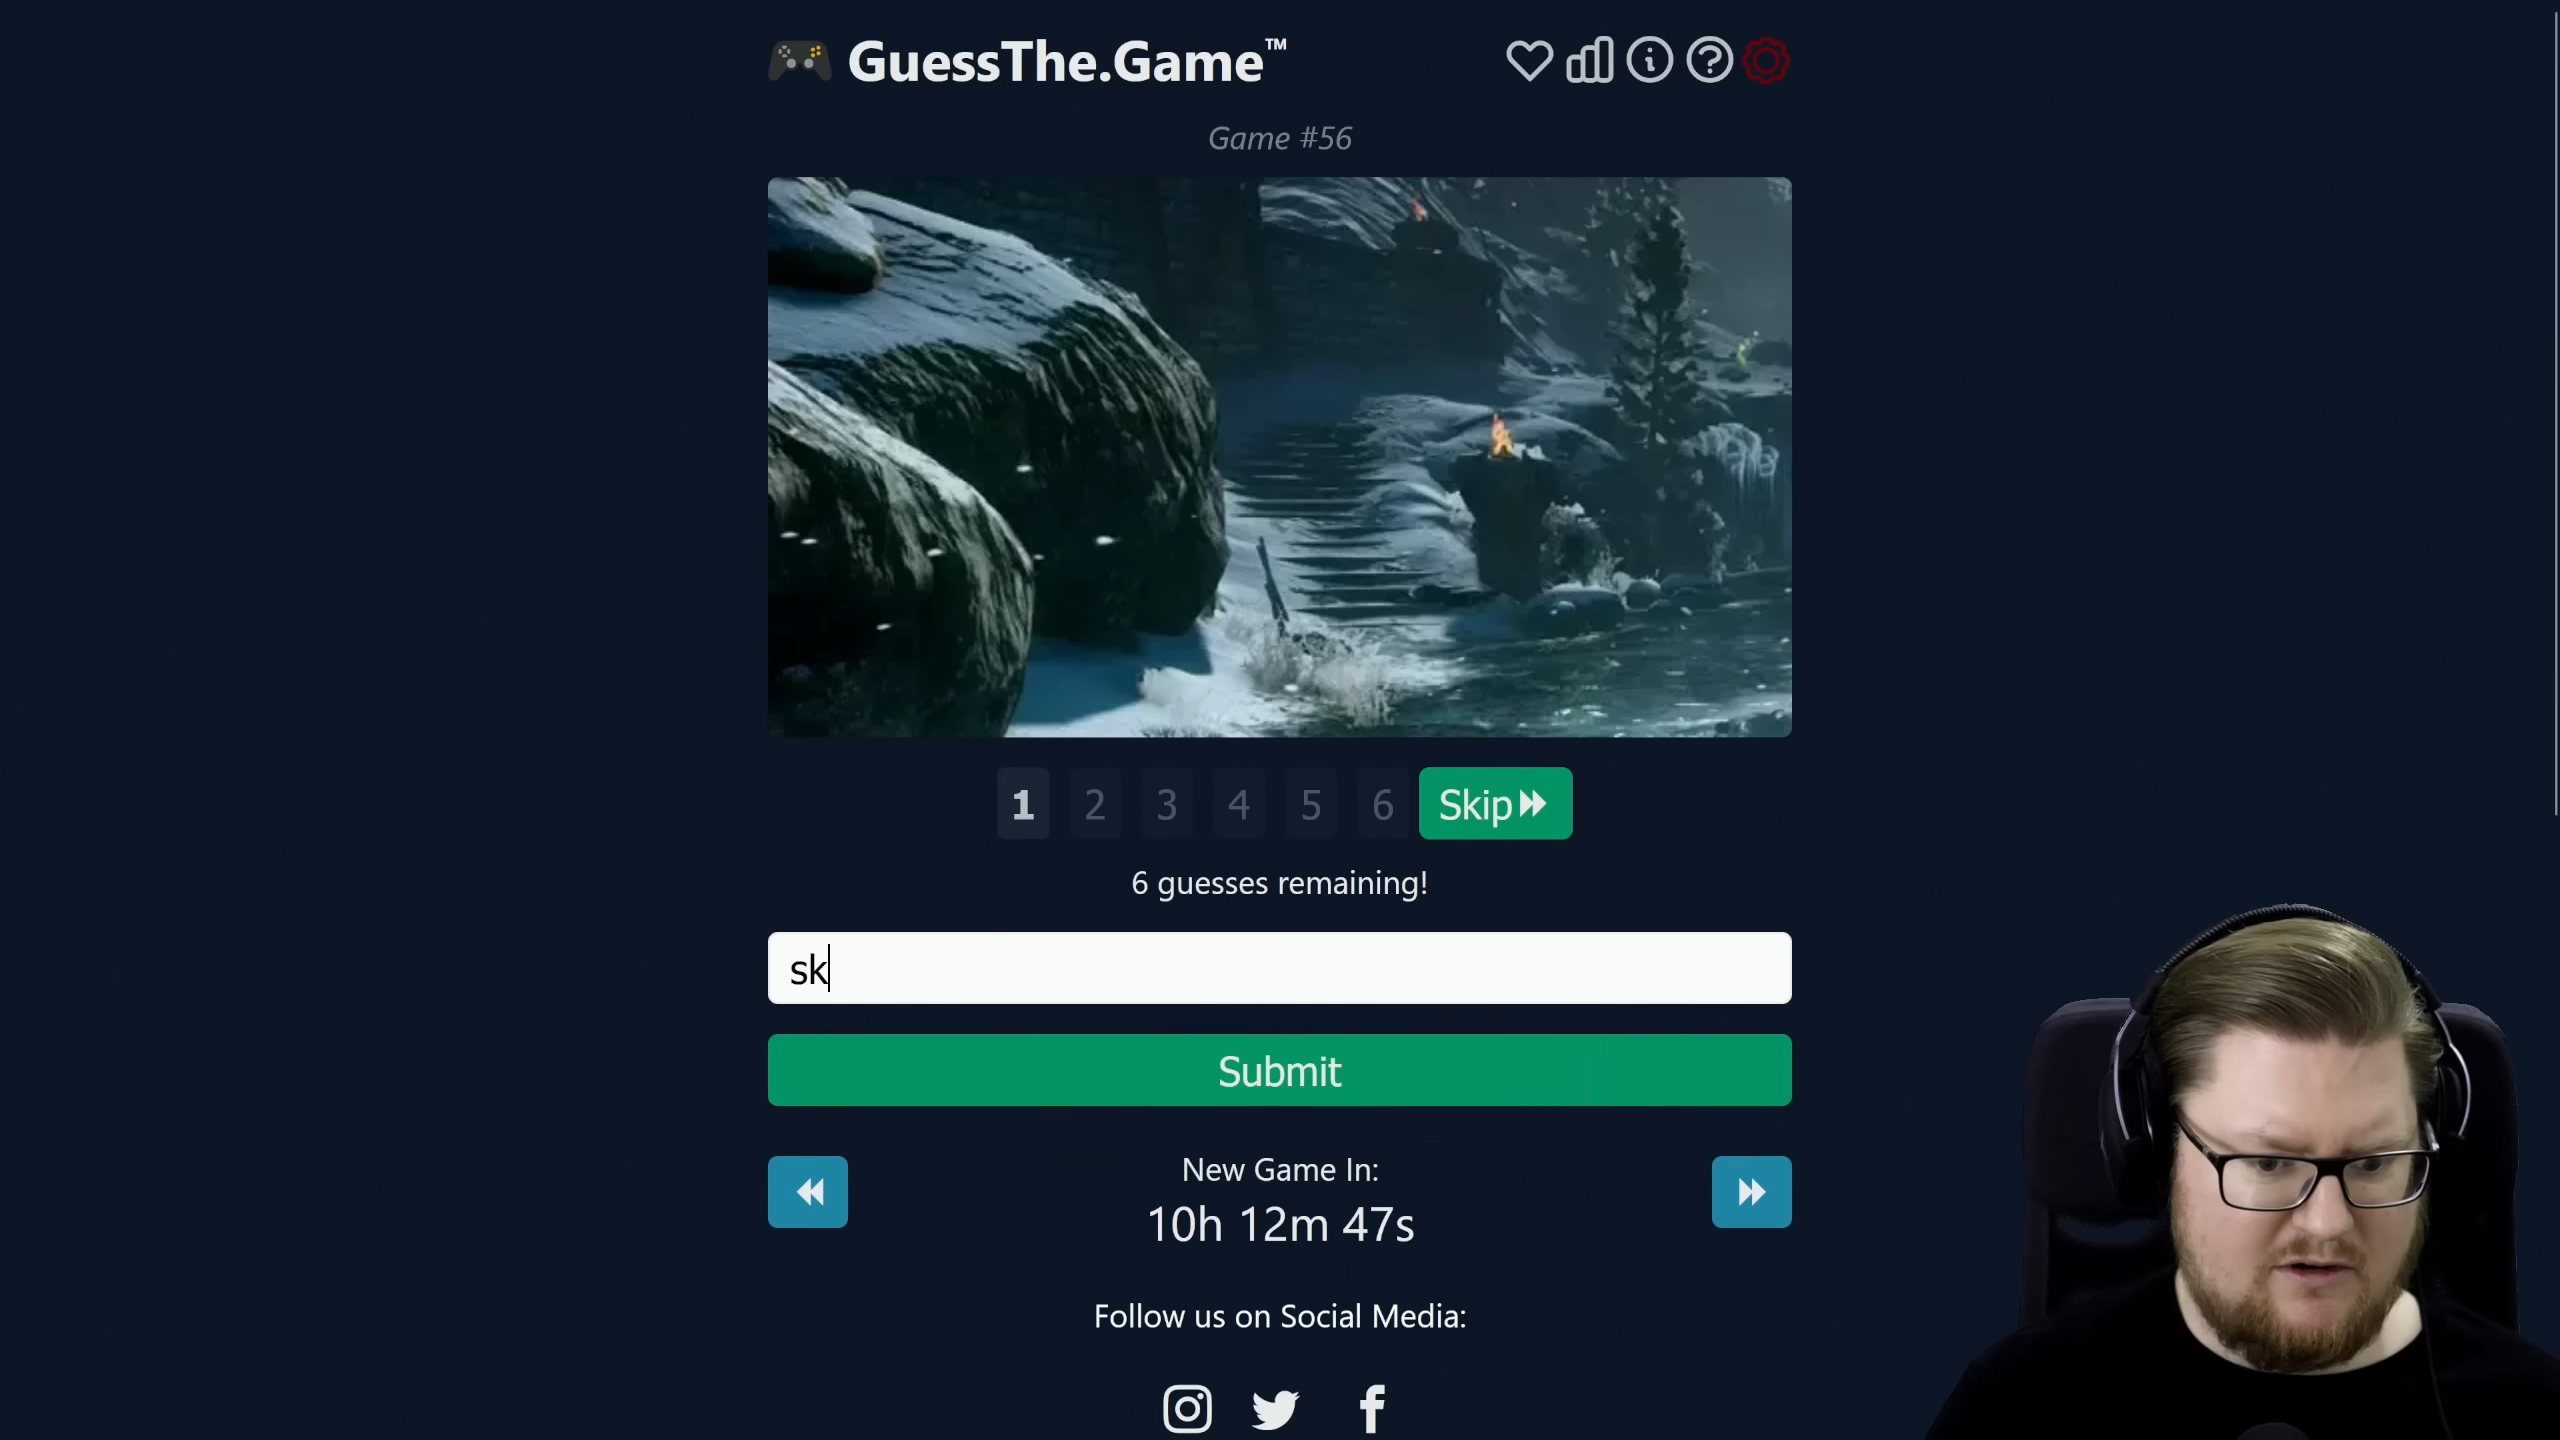 GuessThe.Game™
Game #56
1 2 3 4 5 6 Skip
6 guesses remaining!
sk
Submit
New Game In:
10h 12m 47s
Follow us on Social Media: